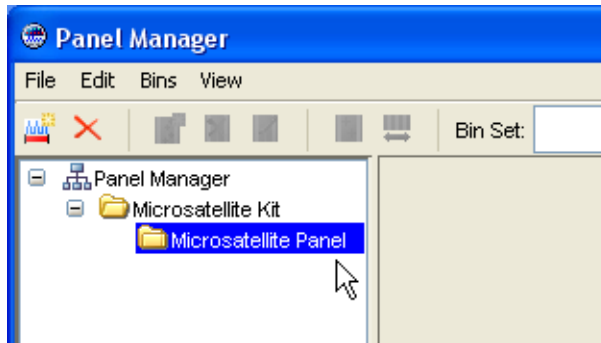 Panel Manager
File Edit Bins View
Bin Set:
Panel Manager
Microsatellite Kit
Microsatellite Panel